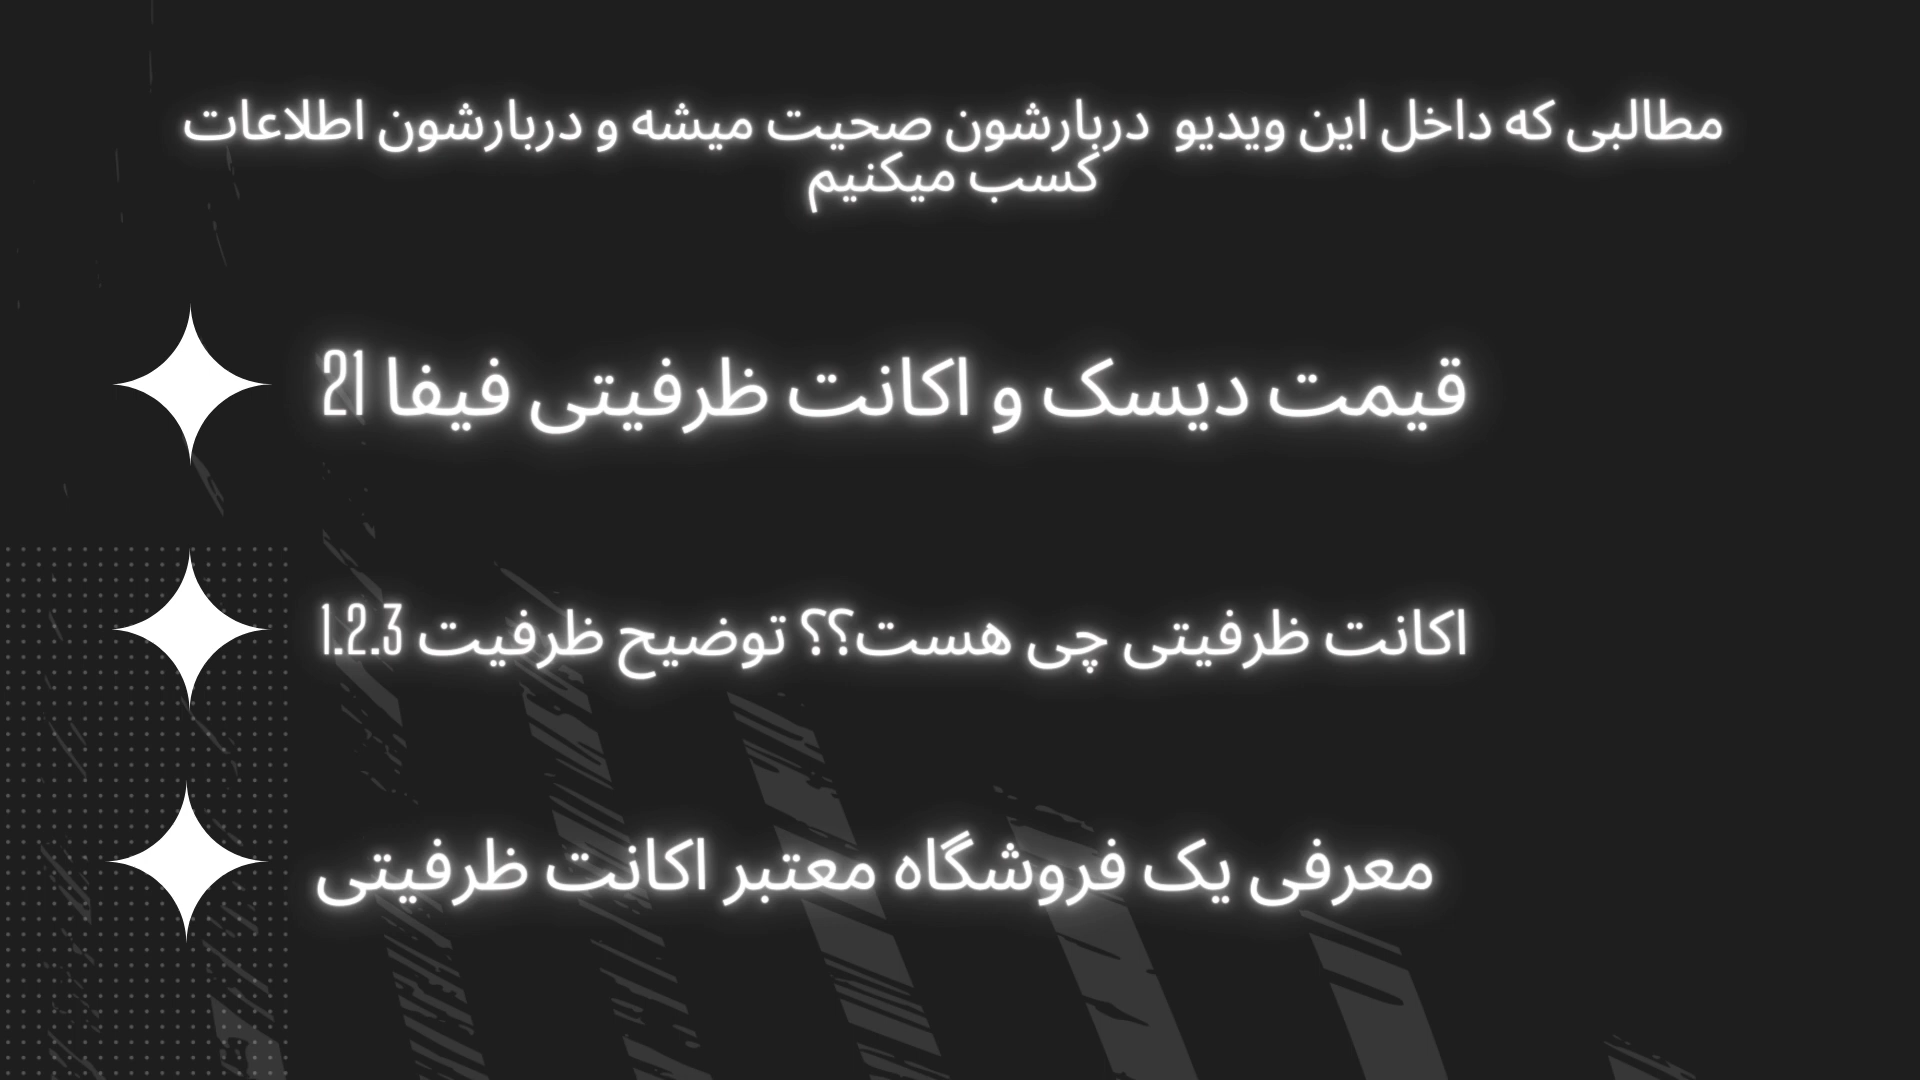 مطالبی که داخل این ویدیو دربارشون صحیت میشه و دربارشون اطلاعات
کسب میکنیم
قیمت دیسک و اکانت ظرفیتی فیفا 21
اکانت ظرفیتی چی هست؟؟ توضیح ظرفیت 1.2.3
معرفی یک فروشگاه معتبر اکانت ظرفیتی